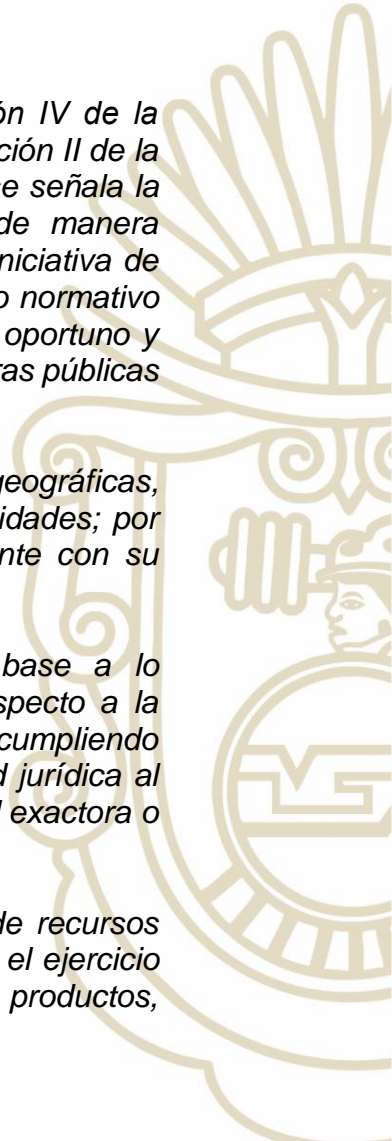 ón IV de la
ción II de la
se señala la
de manera
niciativa de
o normativo
oportuno y
ras públicas
geográficas,
idades; por
nte con su
base a lo
specto a la
cumpliendo
d jurídica al
l exactora o
de recursos
el ejercicio
productos,